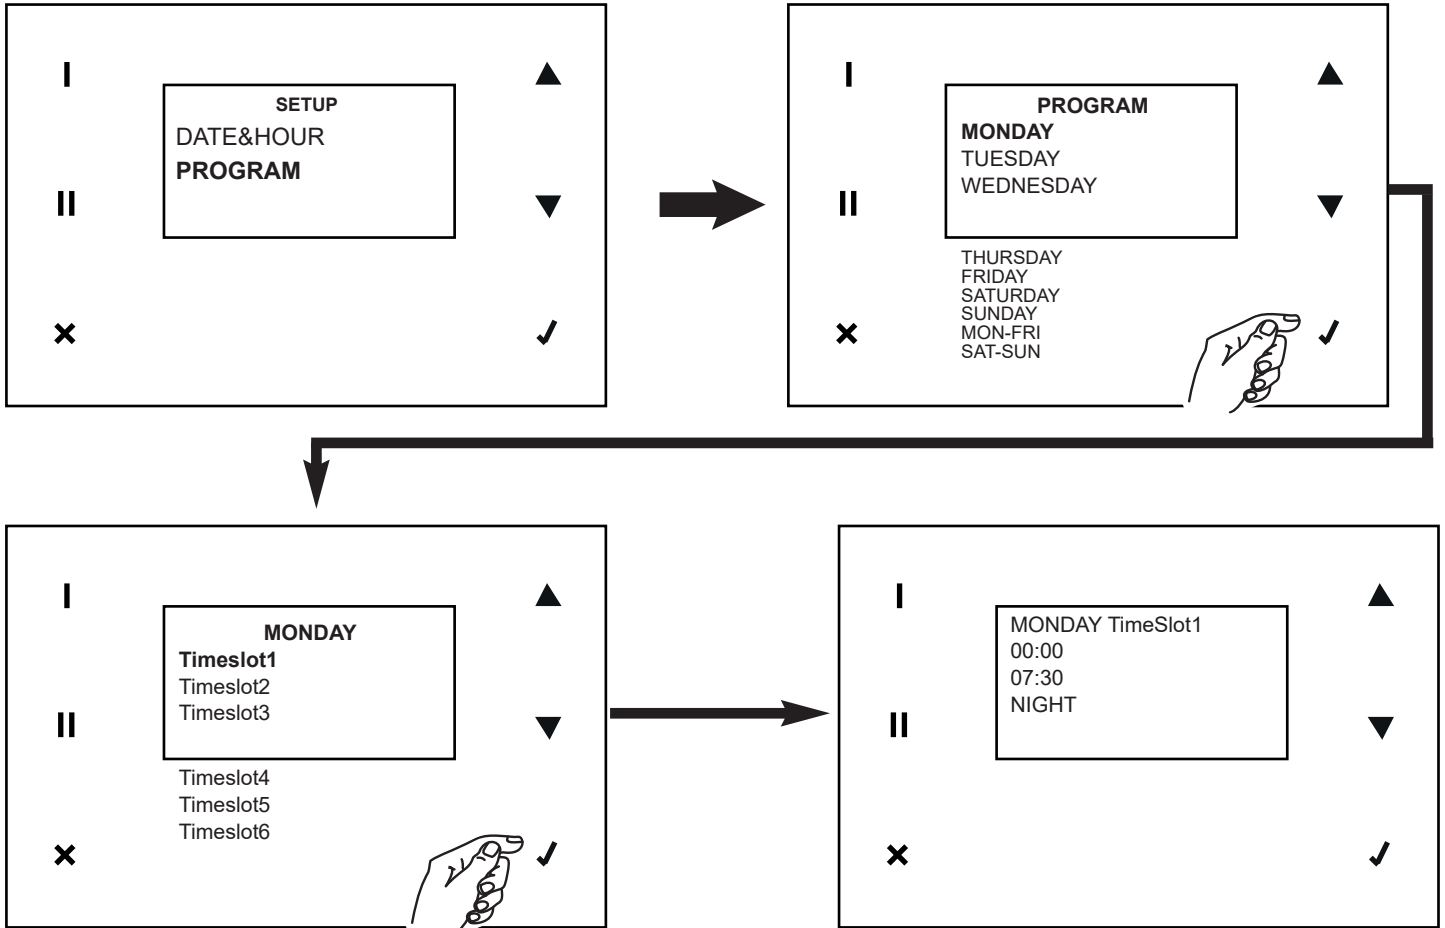 SETUP
DATE&HOUR
PROGRAM
PROGRAM
MONDAY
TUESDAY
WEDNESDAY
THURSDAY
FRIDAY
SATURDAY
SUNDAY
MON-FRI
SAT-SUN
MONDAY
Timeslot1
Timeslot2
Timeslot3
Timeslot4
Timeslot5
Timeslot6
MONDAY TimeSlot1
00:00
07:30
NIGHT